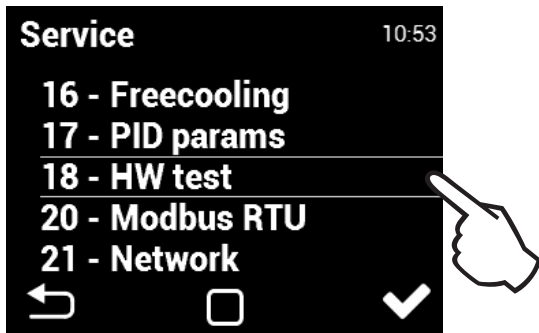 Service
10:53
16 - Freecooling
17 - PID params
18 - HW test
20 - Modbus RTU
21 - Network